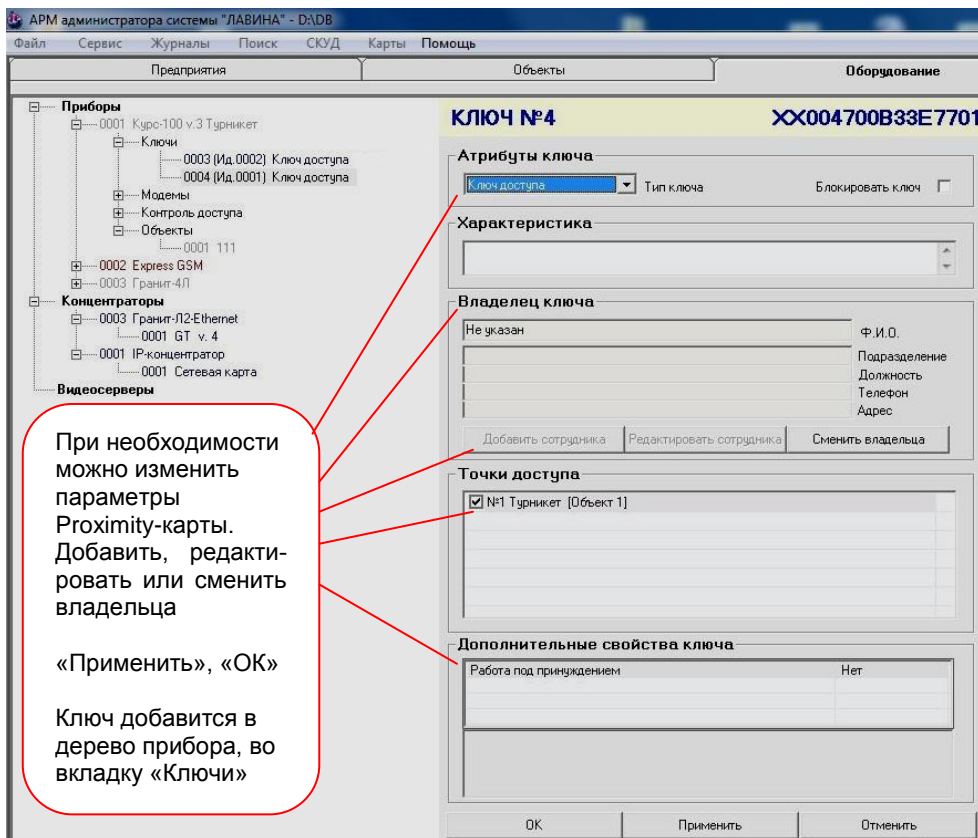 АРМ администратора системы "ЛАВИНА" - D:\DB
Файл Сервис Журналы Поиск СКУД Карты Помощь
Предприятия Объекты Оборудование
Приборы
0001 Курс-100 v.3 Турникет
Ключи
0003 (Ид.0002) Ключ доступа
0004 (Ид.0001) Ключ доступа
Модемы
Контроль доступа
Объекты
0001 111
0002 Express GSM
0003 Гранит-4Л
Концентраторы
0003 Гранит-Л2-Ethernet
0001 GT v. 4
0001 IP-концентратор
0001 Сетевая карта
Видеосерверы
При необходимости
можно изменить
параметры
Proximity-карты.
Добавить, редакти-
ровать или сменить
владельца
«Применить», «ОК»
Ключ добавится в
дерево прибора, во
вкладку «Ключи»
КЛЮЧ №4 XX004700B33E7701
Атрибуты ключа
Ключ доступа Тип ключа Блокировать ключ
Характеристика
Владелец ключа
Не указан Ф.И.О.
Подразделение
Должность
Телефон
Адрес
Добавить сотрудника Редактировать сотрудника Сменить владельца
Точки доступа
№1 Турникет [Объект 1]
Дополнительные свойства ключа
Работа под принуждением Нет
ОК Применить Отменить